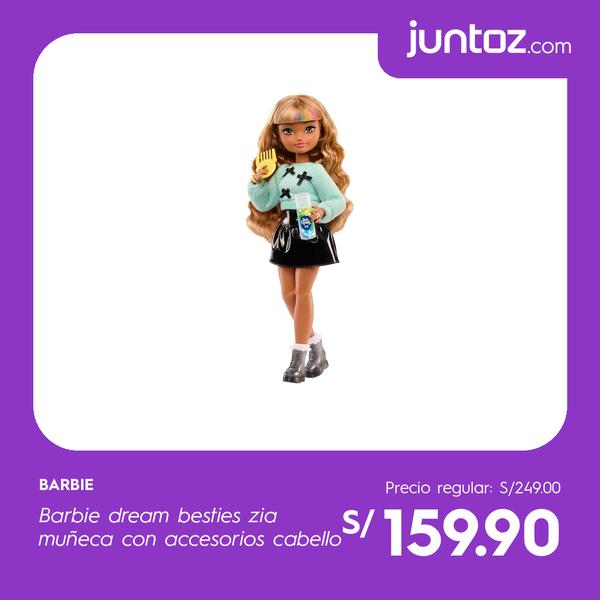 juntoz.com
BARBIE
Barbie dream besties zia
muñeca con accesorios cabello
Precio regular: S/249.00
S/159.90